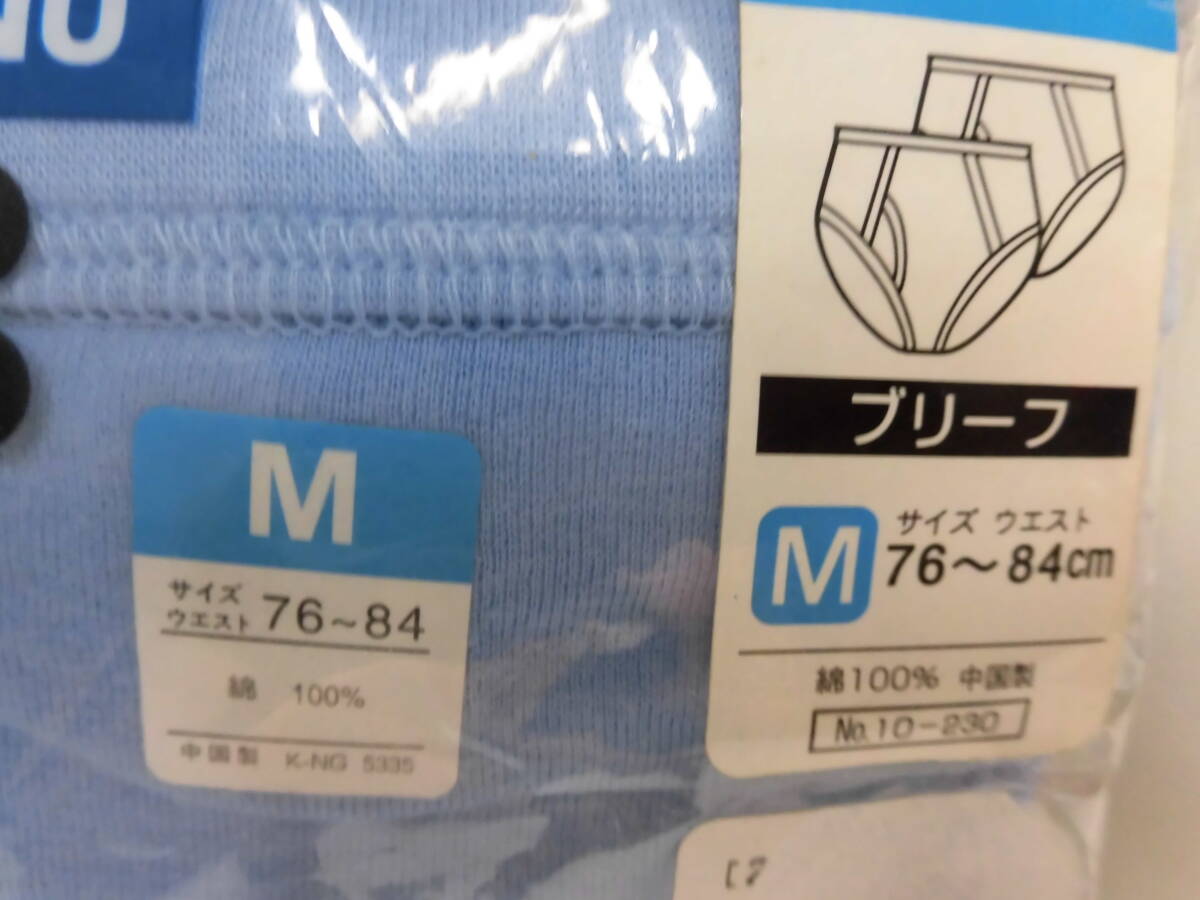 M
サイズ
ウエスト 76~84
綿 100%
中国製 K-NG 5335
ブリーフ
M サイズ ウエスト
76~84cm
綿100% 中国製
No.10-230